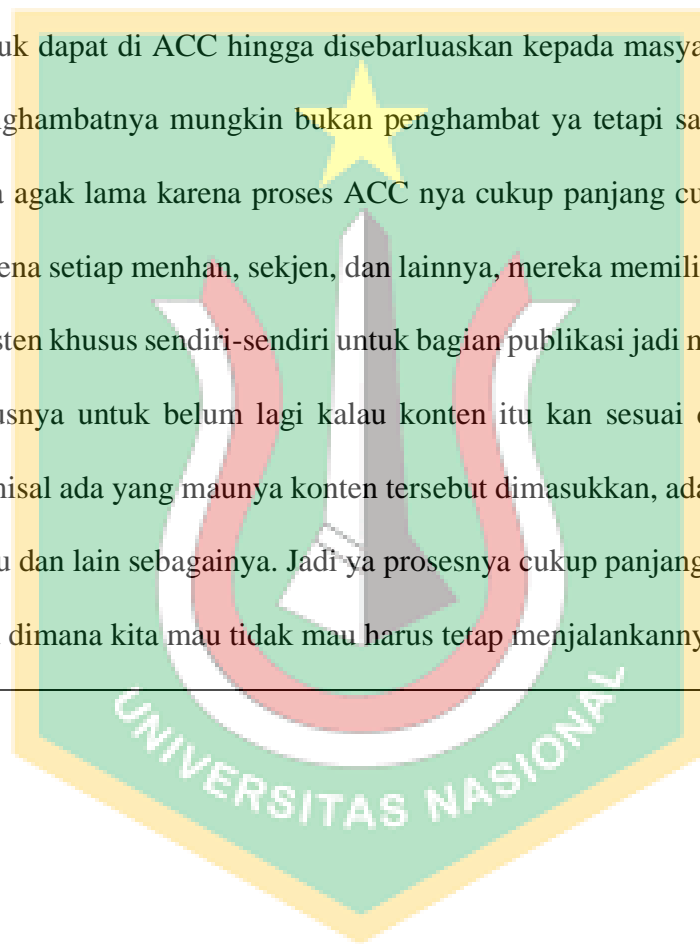 uk dapat di ACC hingga disebarluaskan kepada masya
ghambatnya mungkin bukan penghambat ya tetapi sa
agak lama karena proses ACC nya cukup panjang cu
ena setiap menhan, sekjen, dan lainnya, mereka memili
sten khusus sendiri-sendiri untuk bagian publikasi jadi
usnya untuk belum lagi kalau konten itu kan sesuai
misal ada yang maunya konten tersebut dimasukkan, ada
u dan lain sebagainya. Jadi ya prosesnya cukup panjang
dimana kita mau tidak mau harus tetap menjalankanny
UNIVERSITAS NASIONAL